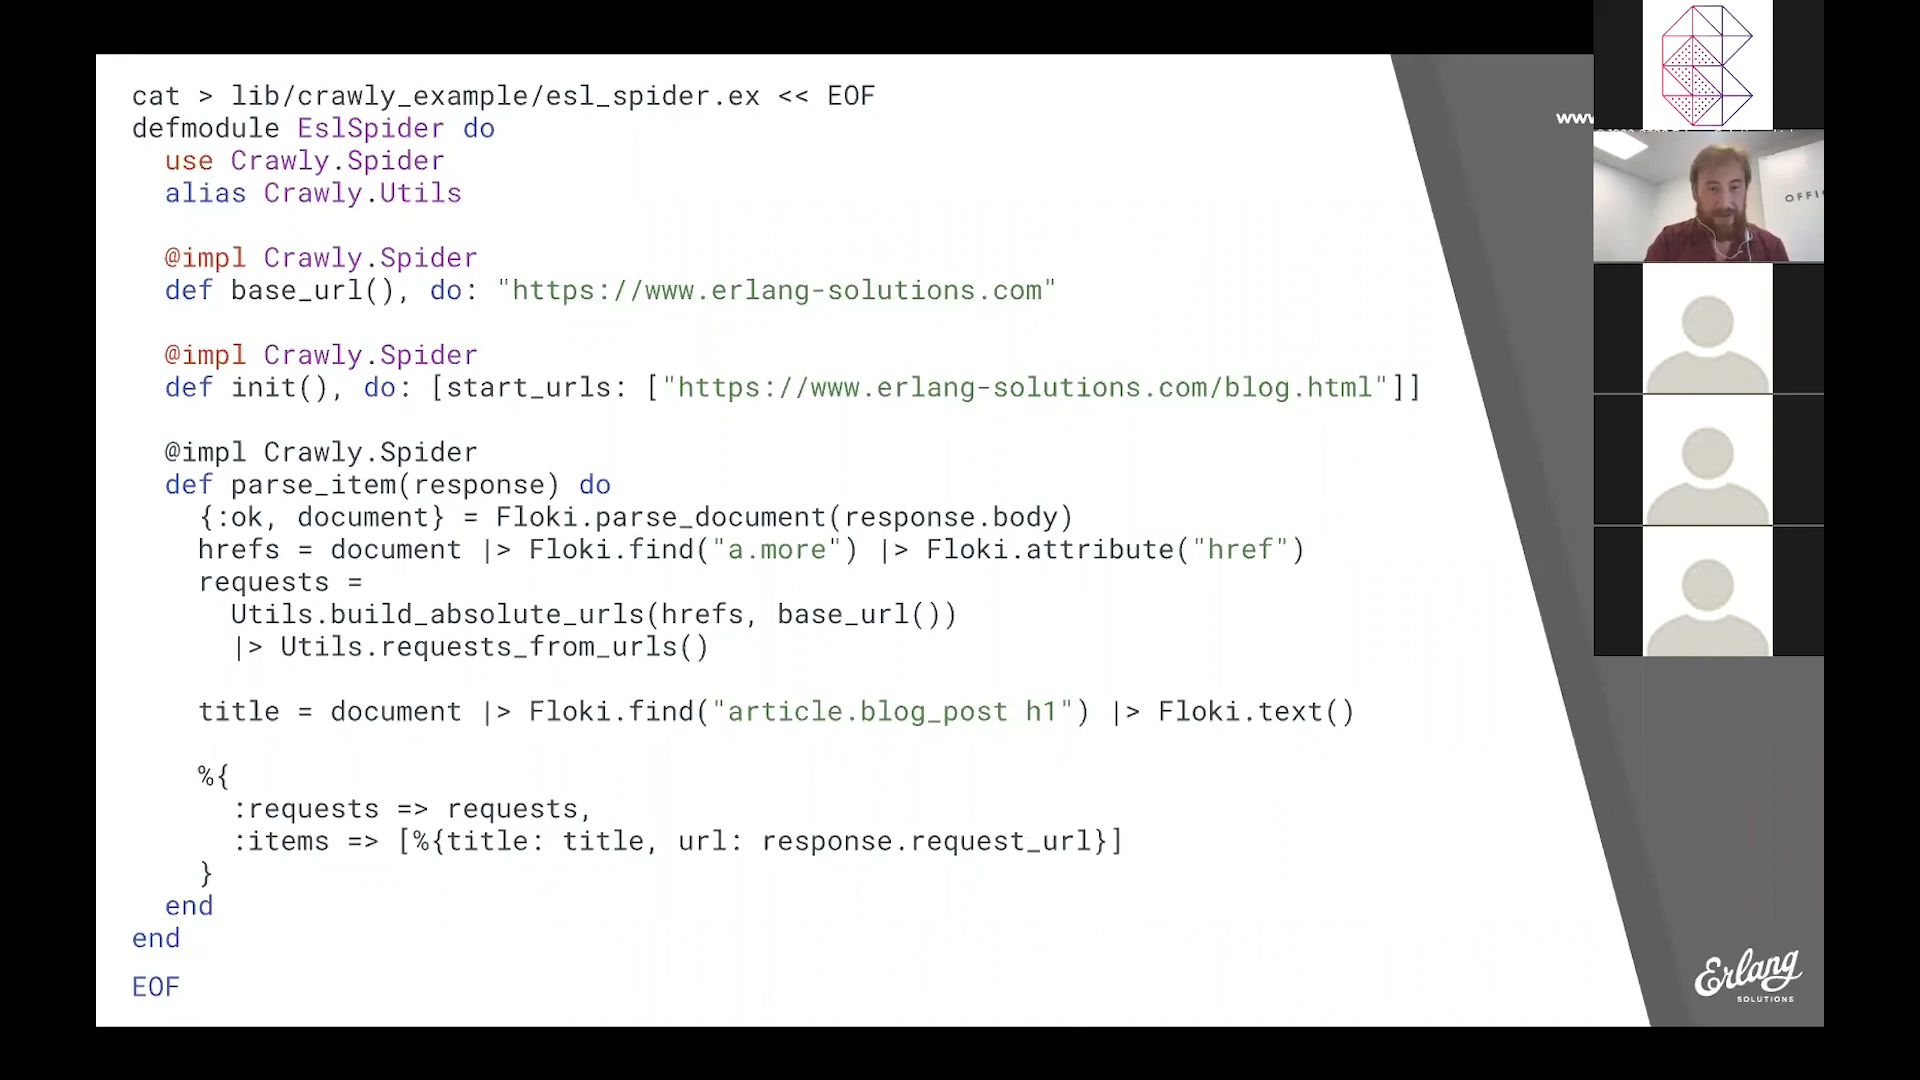 cat > lib/crawly_example/esl_spider.ex << EOF
defmodule EslSpider do
  use Crawly.Spider
  alias Crawly.Utils

  @impl Crawly.Spider
  def base_url(), do: "https://www.erlang-solutions.com"

  @impl Crawly.Spider
  def init(), do: [start_urls: ["https://www.erlang-solutions.com/blog.html"]]

  @impl Crawly.Spider
  def parse_item(response) do
    {:ok, document} = Floki.parse_document(response.body)
    hrefs = document |> Floki.find("a.more") |> Floki.attribute("href")
    requests =
      Utils.build_absolute_urls(hrefs, base_url())
      |> Utils.requests_from_urls()

    title = document |> Floki.find("article.blog_post h1") |> Floki.text()

    %{
      :requests => requests,
      :items => [%{title: title, url: response.request_url}]
    }
  end
end
EOF
www
OFFI
Erlang
SOLUTIONS